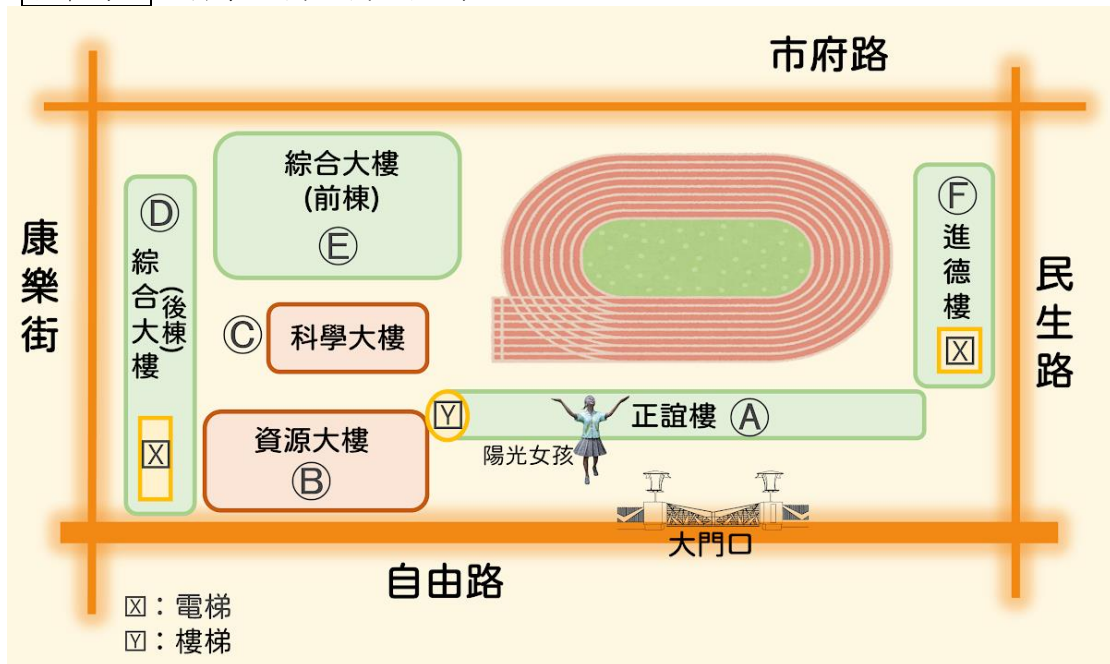 市府路
康樂街
民生路
自由路
Ⓓ
綜合大樓
(後棟)
X
綜合大樓
(前棟)
Ⓔ
Ⓒ 科學大樓
資源大樓
Ⓑ
Y
正誼樓 Ⓐ
陽光女孩
大門口
Ⓕ
進德樓
X
X：電梯
Y：樓梯